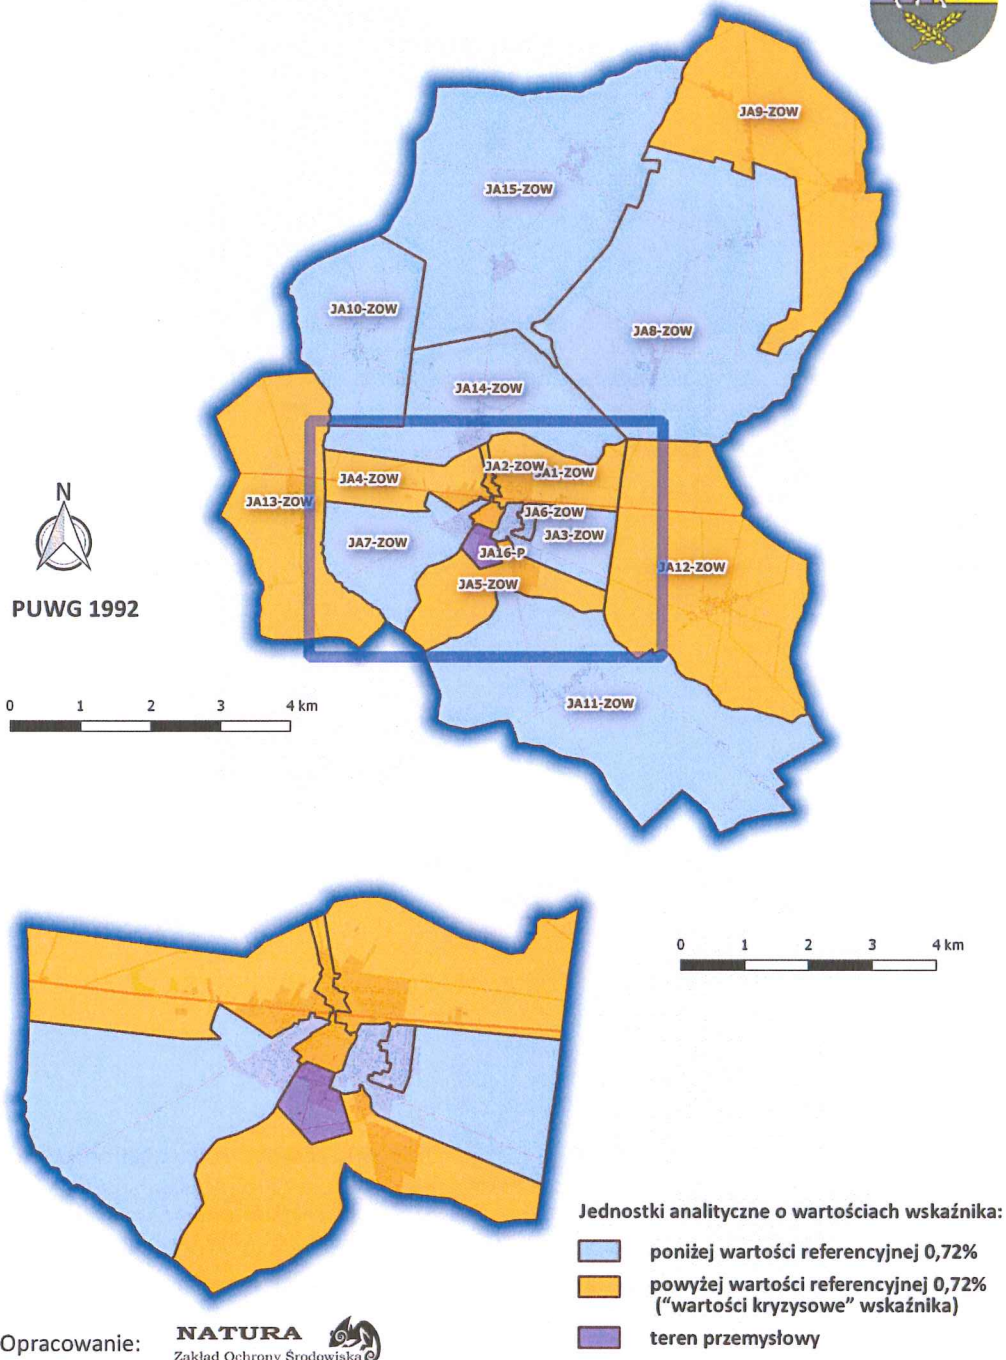 JA9-ZOW
JA15-ZOW
JA10-ZOW
JA8-ZOW
JA14-ZOW
JA2-ZOW
JA1-ZOW
JA4-ZOW
JA13-ZOW
JA6-ZOW
JA3-ZOW
JA7-ZOW
JA16-P
JA12-ZOW
JA5-ZOW
JA11-ZOW
N
PUWG 1992
0 1 2 3 4 km
0 1 2 3 4 km
Jednostki analityczne o wartościach wskaźnika:
poniżej wartości referencyjnej 0,72%
powyżej wartości referencyjnej 0,72%
("wartości kryzysowe" wskaźnika)
teren przemysłowy
Opracowanie:
NATURA
Zakład Ochrony Środowiska